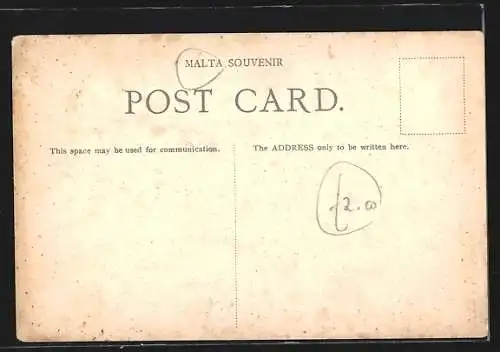 MALTA SOUVENIR
POST CARD.
This space may be used for communication.
The ADDRESS only to be written here.
£2.00